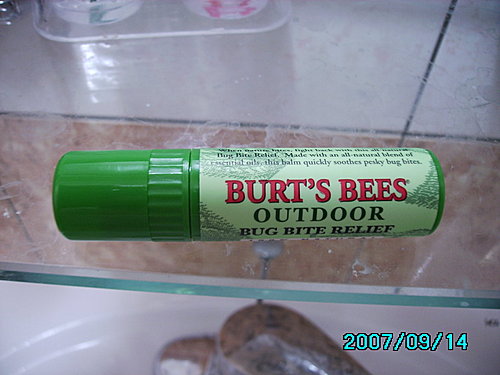 When nature bites, fight back with this all-natural
Bug Bite Relief. Made with an all-natural blend of
essential oils, this balm quickly soothes pesky bug bites.
BURT'S BEES®
OUTDOOR
BUG BITE RELIEF
2007/09/14